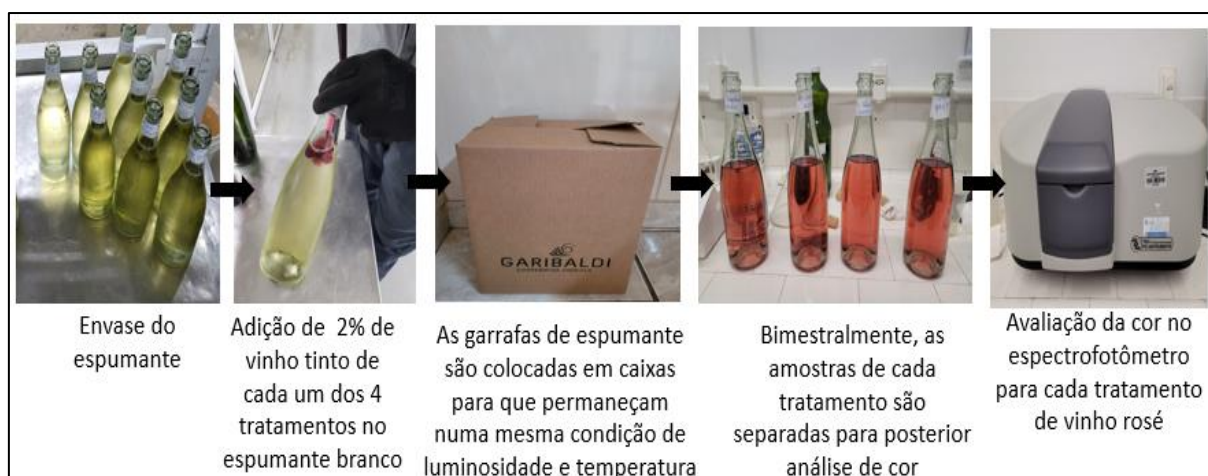 GARIBALDI
Envase do
espumante
Adição de 2% de
vinho tinto de
cada um dos 4
tratamentos no
espumante branco
As garrafas de espumante
são colocadas em caixas
para que permaneçam
numa mesma condição de
luminosidade e temperatura
Bimestralmente, as
amostras de cada
tratamento são
separadas para posterior
análise de cor
Avaliação da cor no
espectrofotômetro
para cada tratamento
de vinho rosé